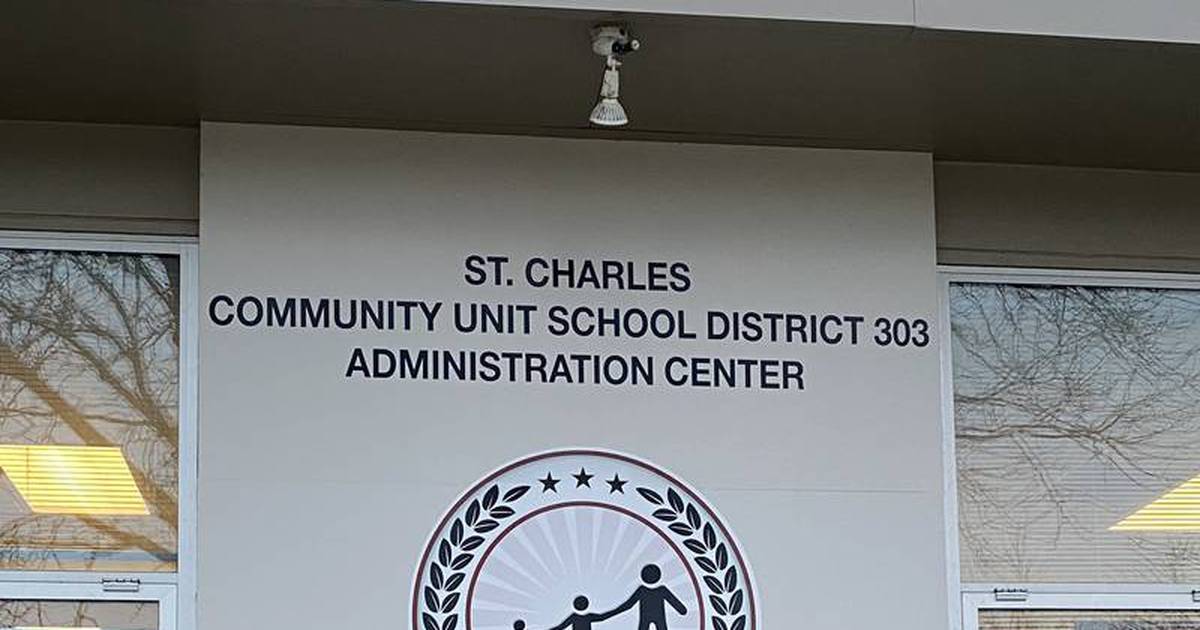 ST. CHARLES
COMMUNITY UNIT SCHOOL DISTRICT 303
ADMINISTRATION CENTER